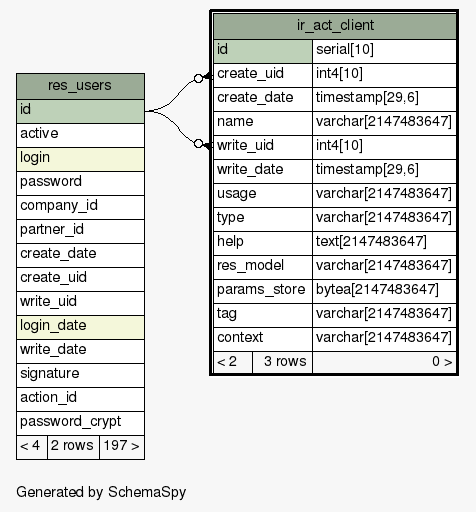 ir_act_client
id serial[10]
create_uid int4[10]
create_date timestamp[29,6]
name varchar[2147483647]
write_uid int4[10]
write_date timestamp[29,6]
usage varchar[2147483647]
type varchar[2147483647]
help text[2147483647]
res_model varchar[2147483647]
params_store bytea[2147483647]
tag varchar[2147483647]
context varchar[2147483647]
< 2 3 rows 0 >
res_users
id
active
login
password
company_id
partner_id
create_date
create_uid
write_uid
login_date
write_date
signature
action_id
password_crypt
< 4 2 rows 197 >
Generated by SchemaSpy